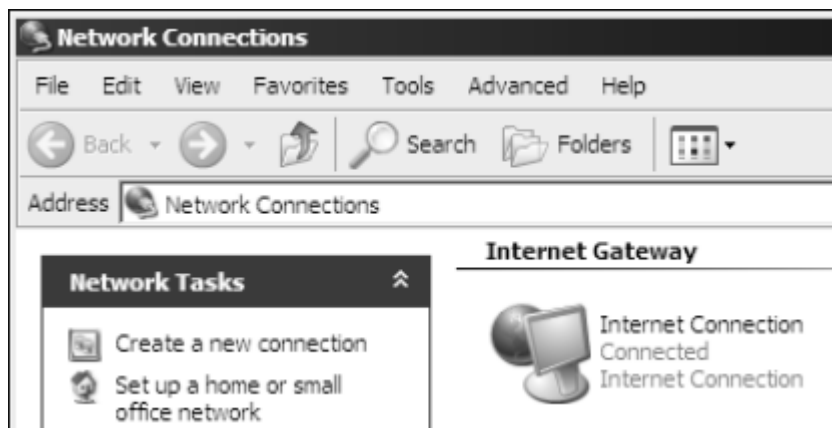 Network Connections
File Edit View Favorites Tools Advanced Help
Back Search Folders
Address Network Connections
Network Tasks
Create a new connection
Set up a home or small
office network
Internet Gateway
Internet Connection
Connected
Internet Connection